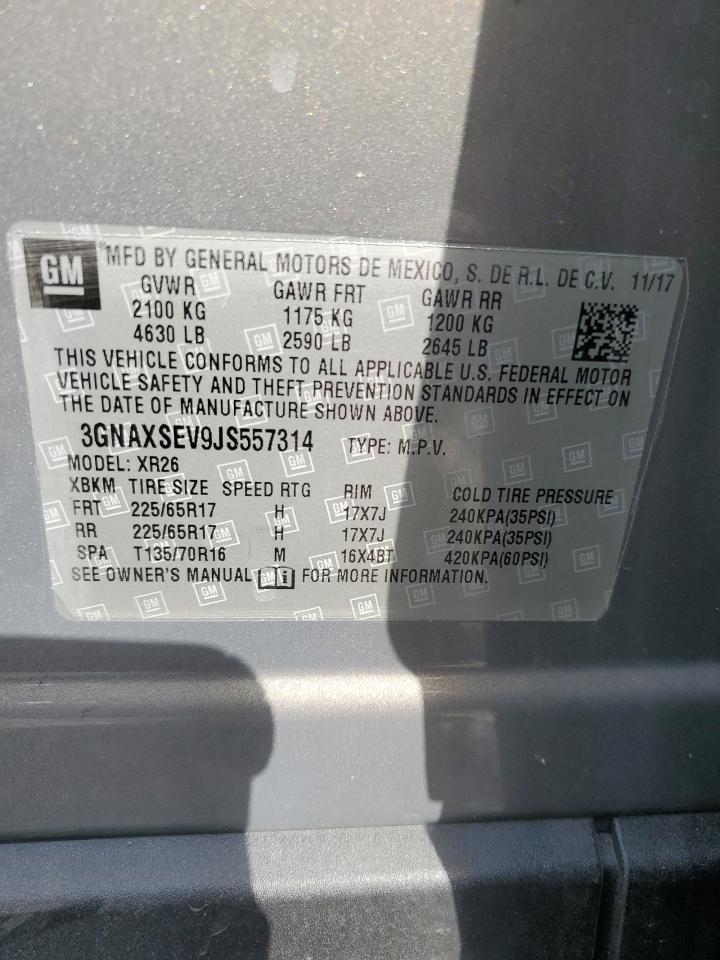 GM
®MFD BY GENERAL MOTORS DE MEXICO, S. DE R.L. DE C.V. 11/17
GVWR GAWR FRT GAWR RR
2100 KG 1175 KG 1200 KG
4630 LB 2590 LB 2645 LB
THIS VEHICLE CONFORMS TO ALL APPLICABLE U.S. FEDERAL MOTOR
VEHICLE SAFETY AND THEFT PREVENTION STANDARDS IN EFFECT ON
THE DATE OF MANUFACTURE SHOWN ABOVE.
3GNAXSEV9JS557314 TYPE: M.P.V.
MODEL: XR26
XBKM TIRE SIZE SPEED RTG RIM COLD TIRE PRESSURE
FRT 225/65R17 H 17X7J 240KPA(35PSI)
RR 225/65R17 H 17X7J 240KPA(35PSI)
SPA T135/70R16 M 16X4BT 420KPA(60PSI)
SEE OWNER'S MANUAL FOR MORE INFORMATION.